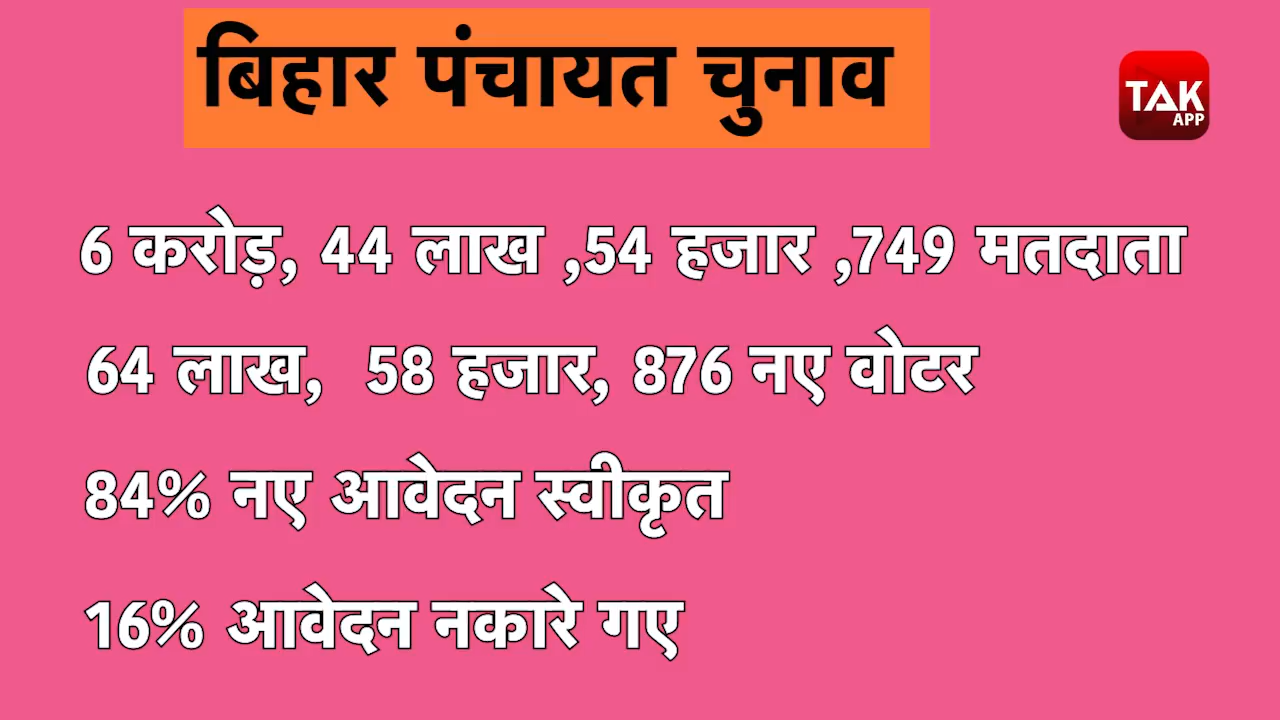 बिहार पंचायत चुनाव
TAK
APP
6 करोड़, 44 लाख ,54 हजार ,749 मतदाता
64 लाख, 58 हजार, 876 नए वोटर
84% नए आवेदन स्वीकृत
16% आवेदन नकारे गए